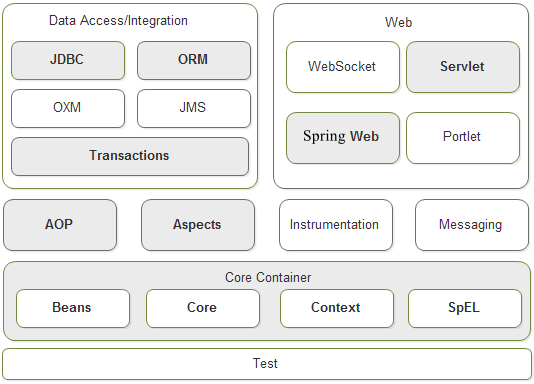 Data Access/Integration
JDBC
ORM
OXM
JMS
Transactions
Web
WebSocket
Servlet
Spring Web
Portlet
AOP
Aspects
Instrumentation
Messaging
Core Container
Beans
Core
Context
SpEL
Test